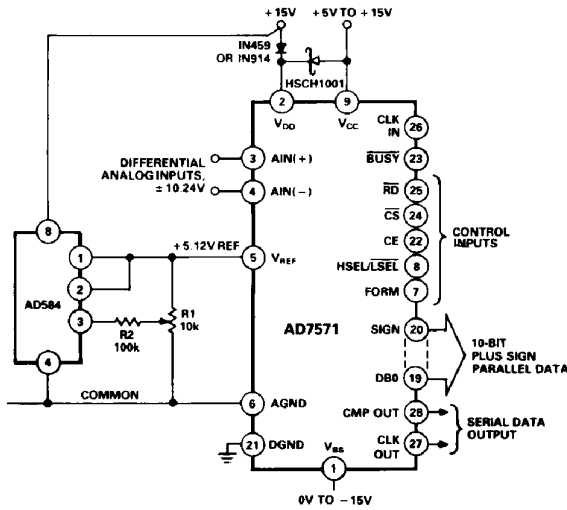 +15V
+5V TO +15V
IN459
OR IN914
HSCH1001
2
9
VDD
VCC
CLK
IN
26
BUSY
23
DIFFERENTIAL
ANALOG INPUTS,
± 10.24V
3
AIN(+)
4
AIN(−)
RD
25
CS
24
CE
22
HSEL/LSEL
8
FORM
7
CONTROL
INPUTS
8
1
2
3
4
AD584
+5.12V REF
5
VREF
R1
10k
R2
100k
AD7571
SIGN
20
10-BIT
PLUS SIGN
PARALLEL DATA
DB0
19
COMMON
6
AGND
CMP OUT
28
SERIAL DATA
OUTPUT
21
DGND
CLK
OUT
27
VSS
1
0V TO −15V